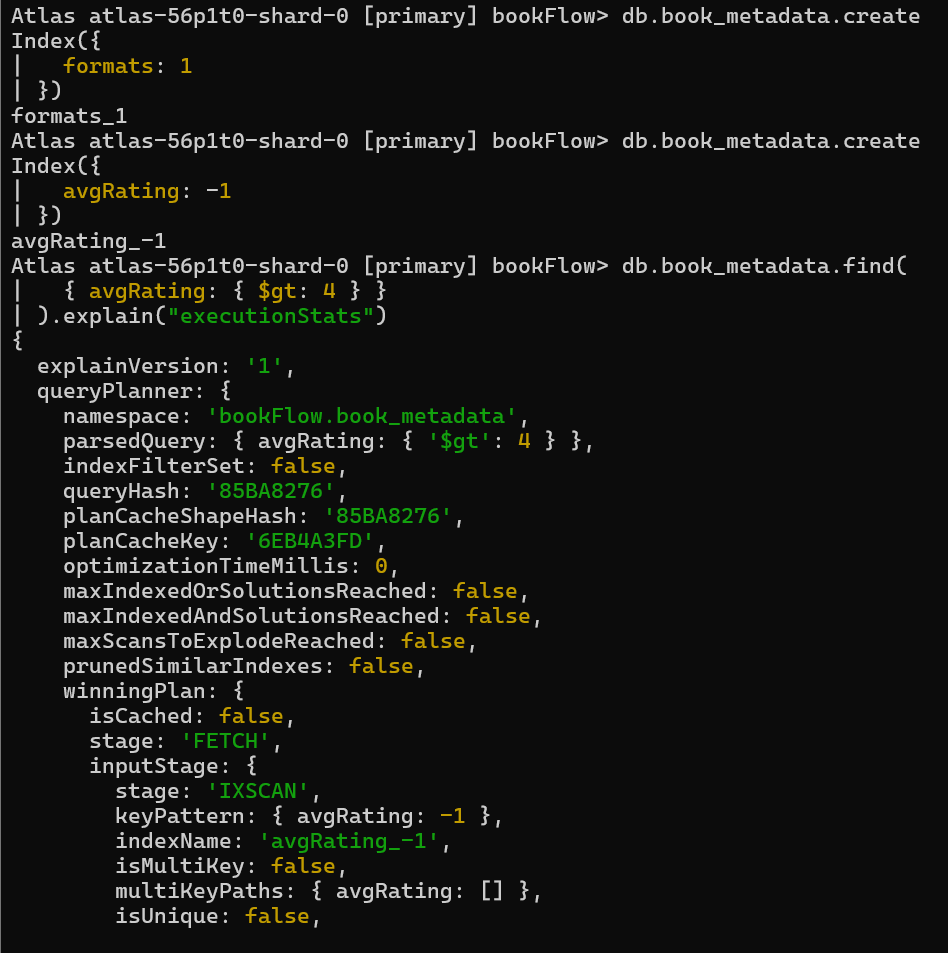 Atlas atlas-56p1t0-shard-0 [primary] bookFlow> db.book_metadata.create
Index({
|   formats: 1
| })
formats_1
Atlas atlas-56p1t0-shard-0 [primary] bookFlow> db.book_metadata.create
Index({
|   avgRating: -1
| })
avgRating_-1
Atlas atlas-56p1t0-shard-0 [primary] bookFlow> db.book_metadata.find(
|   { avgRating: { $gt: 4 } }
| ).explain("executionStats")
{
  explainVersion: '1',
  queryPlanner: {
    namespace: 'bookFlow.book_metadata',
    parsedQuery: { avgRating: { '$gt': 4 } },
    indexFilterSet: false,
    queryHash: '85BA8276',
    planCacheShapeHash: '85BA8276',
    planCacheKey: '6EB4A3FD',
    optimizationTimeMillis: 0,
    maxIndexedOrSolutionsReached: false,
    maxIndexedAndSolutionsReached: false,
    maxScansToExplodeReached: false,
    prunedSimilarIndexes: false,
    winningPlan: {
      isCached: false,
      stage: 'FETCH',
      inputStage: {
        stage: 'IXSCAN',
        keyPattern: { avgRating: -1 },
        indexName: 'avgRating_-1',
        isMultiKey: false,
        multiKeyPaths: { avgRating: [] },
        isUnique: false,